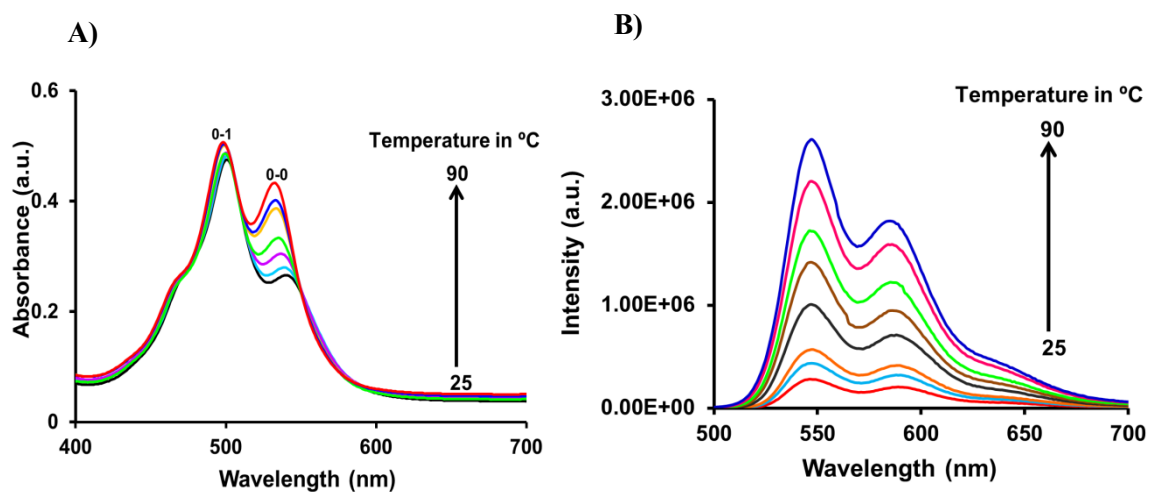 A)
0.6
0.4
0.2
0
400
500
600
700
Absorbance (a.u.)
Wavelength (nm)
0-1
0-0
Temperature in ºC
90
25
B)
3.00E+06
2.00E+06
1.00E+06
0.00E+00
500
550
600
650
700
Intensity (a.u.)
Wavelength (nm)
Temperature in ºC
90
25